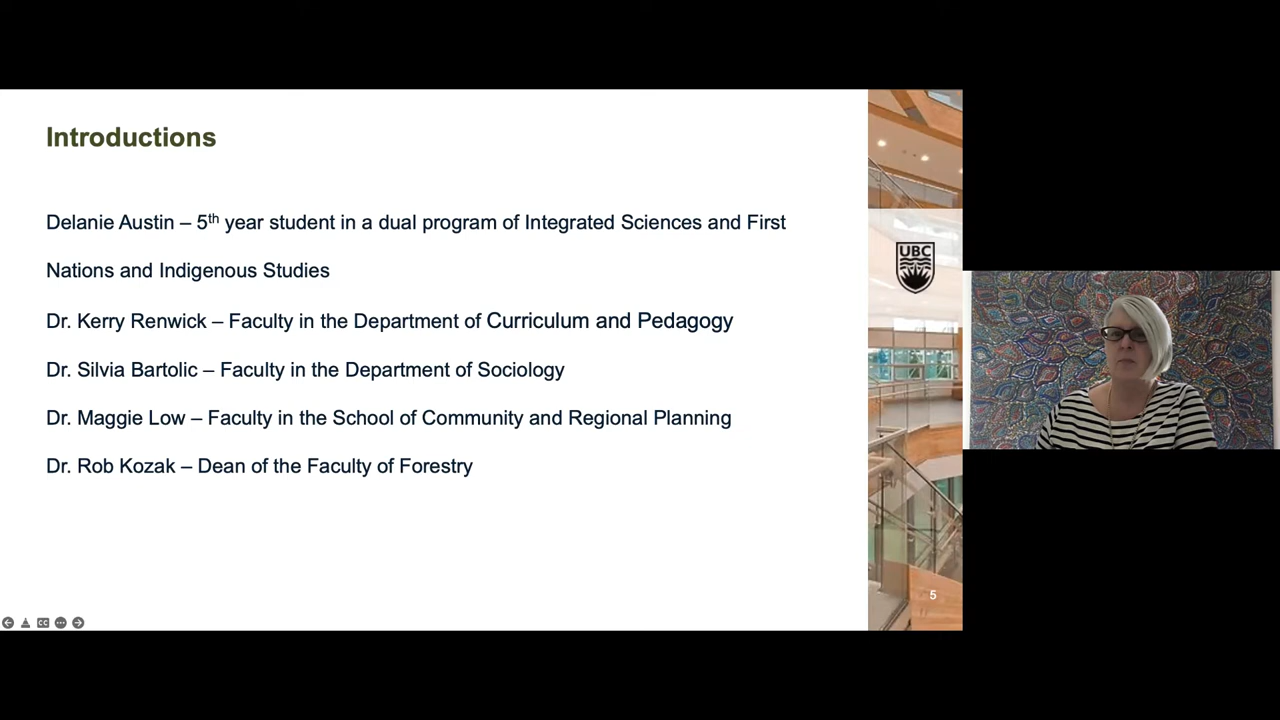 Introductions
Delanie Austin – 5th year student in a dual program of Integrated Sciences and First
Nations and Indigenous Studies
Dr. Kerry Renwick – Faculty in the Department of Curriculum and Pedagogy
Dr. Silvia Bartolic – Faculty in the Department of Sociology
Dr. Maggie Low – Faculty in the School of Community and Regional Planning
Dr. Rob Kozak – Dean of the Faculty of Forestry
UBC
5
CC